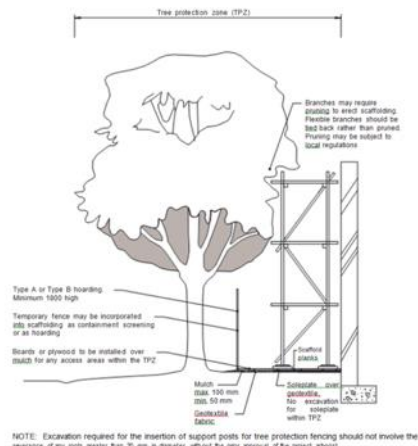 Tree protection zone (TPZ)
Branches may require
pruning to erect scaffolding.
Flexible branches should be
tied back rather than pruned.
Pruning may be subject to
local regulations
Type A or Type B hoarding.
Minimum 1800 high
Temporary fence may be incorporated
into scaffolding as containment screening
or as hoarding
Boards or plywood to be installed over
mulch for any access areas within the TPZ
Scaffold
planks
Mulch
max. 100 mm
min. 50 mm
Geotextile
fabric
Soleplate over
geotextile.
No excavation
for soleplate
within TPZ
NOTE: Excavation required for the insertion of support posts for tree protection fencing should not involve the